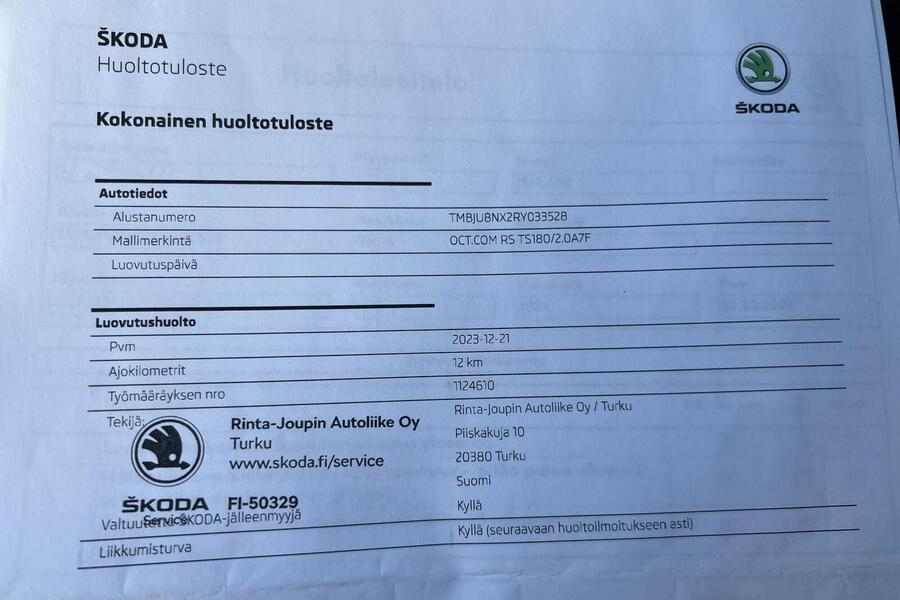 ŠKODA
Huoltotuloste
ŠKODA
Kokonainen huoltotuloste
Autotiedot
Alustanumero TMBJU8NX2RY033528
Mallimerkintä OCT.COM RS TS180/2.0A7F
Luovutuspäivä
Luovutushuolto
Pvm 2023-12-21
Ajokilometrit 12 km
Työmääräyksen nro 1124610
Tekijä: Rinta-Joupin Autoliike Oy / Turku
Piiskakuja 10
20380 Turku
Suomi
Rinta-Joupin Autoliike Oy
Turku
www.skoda.fi/service
ŠKODA FI-50329
Service
Valtuutettu ŠKODA-jälleenmyyjä Kyllä
Liikkumisturva Kyllä (seuraavaan huoltoilmoitukseen asti)